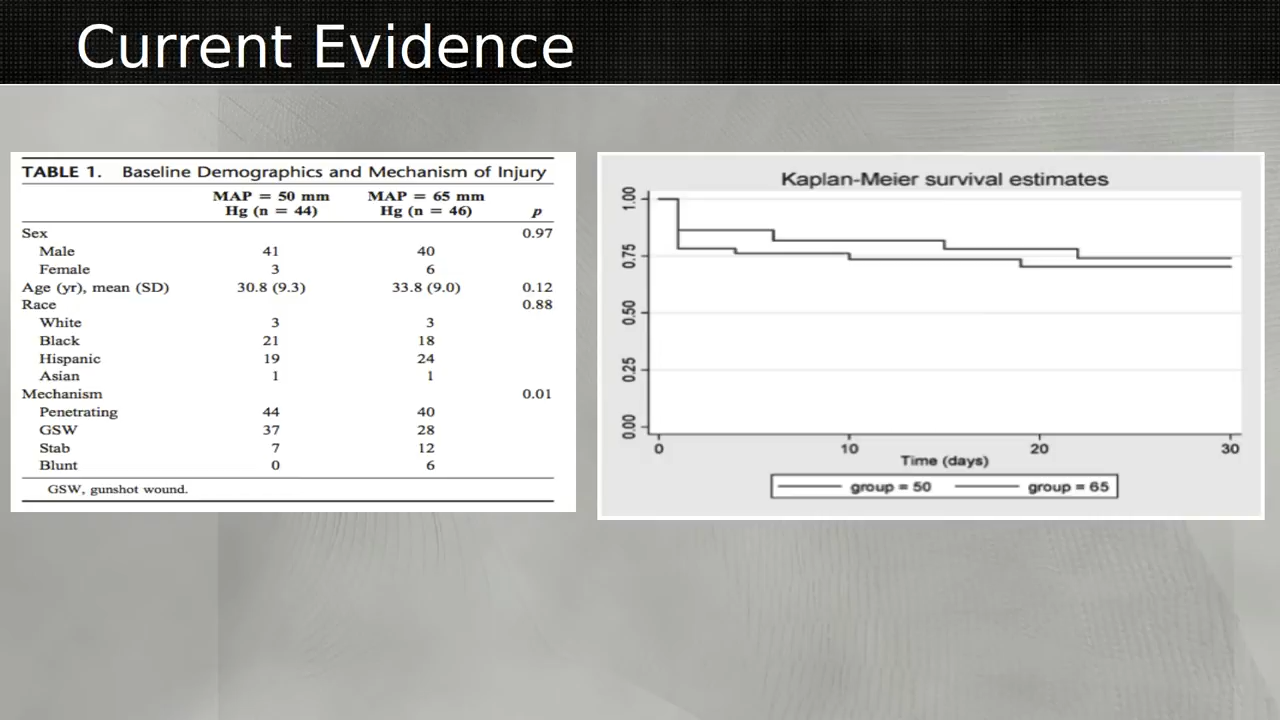 Current Evidence
TABLE 1. Baseline Demographics and Mechanism of Injury
MAP = 50 mm Hg (n = 44) MAP = 65 mm Hg (n = 46) p
Sex 0.97
Male 41 40
Female 3 6
Age (yr), mean (SD) 30.8 (9.3) 33.8 (9.0) 0.12
Race 0.88
White 3 3
Black 21 18
Hispanic 19 24
Asian 1 1
Mechanism 0.01
Penetrating 44 40
GSW 37 28
Stab 7 12
Blunt 0 6
GSW, gunshot wound.
Kaplan-Meier survival estimates
1.00
0.75
0.50
0.25
0.00
0 10 20 30
Time (days)
group = 50 group = 65